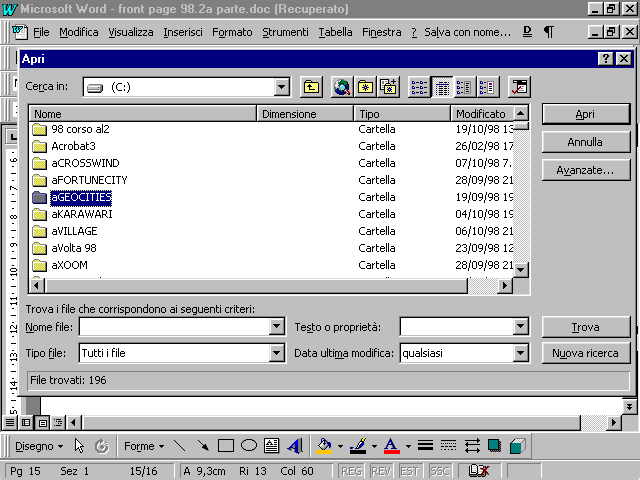 Microsoft Word - front page 98.2a parte.doc (Recuperato)
File Modifica Visualizza Inserisci Formato Strumenti Tabella Finestra ? Salva con nome... D ¶
Apri
Cerca in: (C:)
Nome Dimensione Tipo Modificato
98 corso al2 Cartella 19/10/98 13
Acrobat3 Cartella 26/02/98 17
aCROSSWIND Cartella 07/10/98 7.
aFORTUNECITY Cartella 28/09/98 21
aGEOCITIES Cartella 19/09/98 19
aKARAWARI Cartella 04/10/98 19
aVILLAGE Cartella 06/10/98 21
aVolta 98 Cartella 23/09/98 12
aXOOM Cartella 28/09/98 21
Apri
Annulla
Avanzate...
Trova i file che corrispondono ai seguenti criteri:
Nome file: Testo o proprietà: Trova
Tipo file: Tutti i file Data ultima modifica: qualsiasi Nuova ricerca
File trovati: 196
Disegno Forme
Pg 15 Sez 1 15/16 A 9,3cm Ri 13 Col 60 REG REV EST SSC